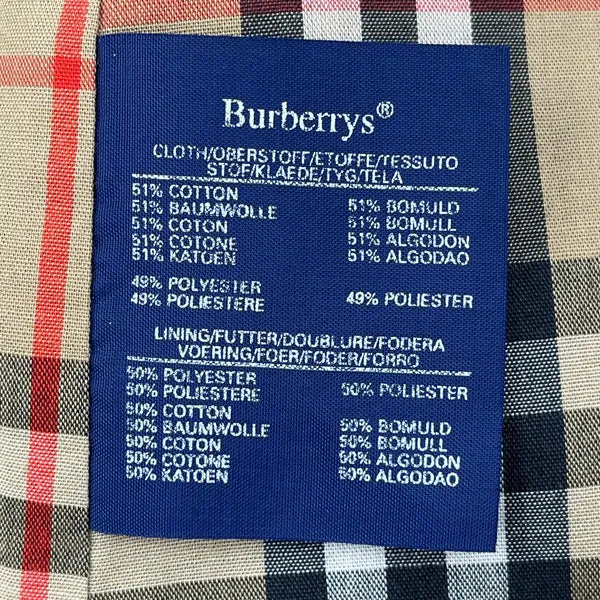 Burberrys®
CLOTH/OBERSTOFF/ETOFFE/TESSUTO
STOF/KLAEDE/TYG/TELA
51% COTTON
51% BAUMWOLLE 51% BOMULD
51% COTON 51% BOMULL
51% COTONE 51% ALGODON
51% KATOEN 51% ALGODAO
49% POLYESTER
49% POLIESTERE 49% POLIESTER
LINING/FUTTER/DOUBLURE/FODERA
VOERING/FOER/FODER/FORRO
50% POLYESTER
50% POLIESTERE 50% POLIESTER
50% COTTON
50% BAUMWOLLE 50% BOMULD
50% COTON 50% BOMULL
50% COTONE 50% ALGODON
50% KATOEN 50% ALGODAO